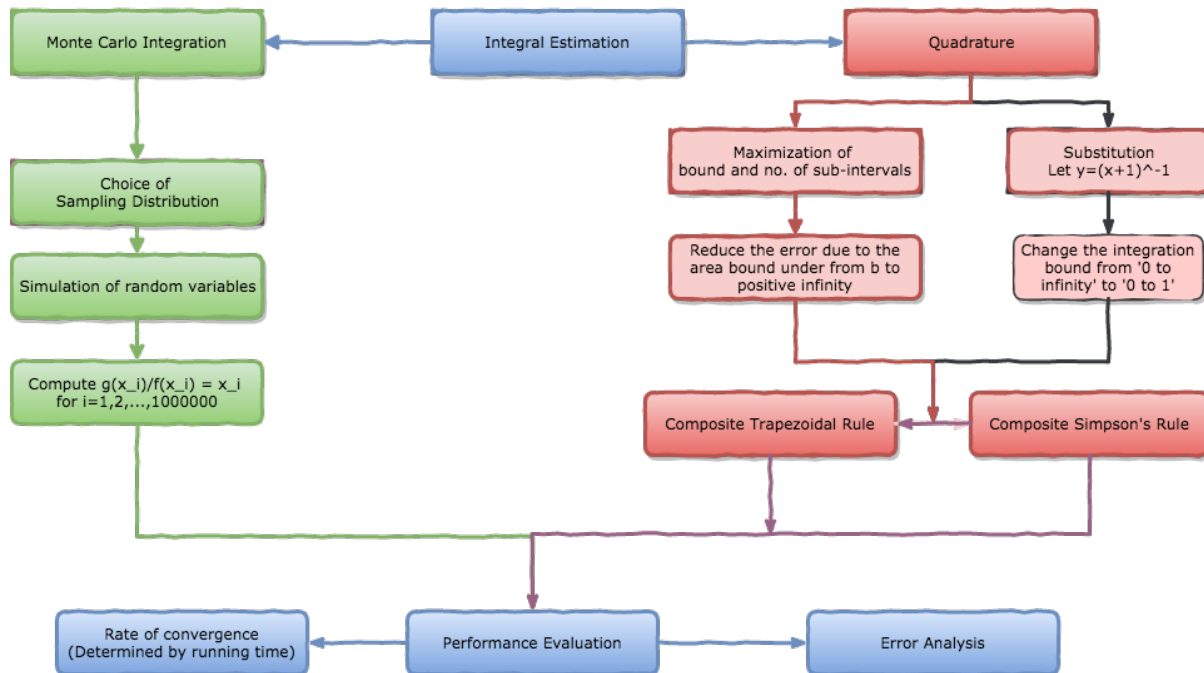 Monte Carlo Integration
Integral Estimation
Quadrature
Maximization of
bound and no. of sub-intervals
Substitution
Let y=(x+1)^-1
Choice of
Sampling Distribution
Reduce the error due to the
area bound under from b to
positive infinity
Change the integration
bound from '0 to
infinity' to '0 to 1'
Simulation of random variables
Compute g(x_i)/f(x_i) = x_i
for i=1,2,...,1000000
Composite Trapezoidal Rule
Composite Simpson's Rule
Rate of convergence
(Determined by running time)
Performance Evaluation
Error Analysis